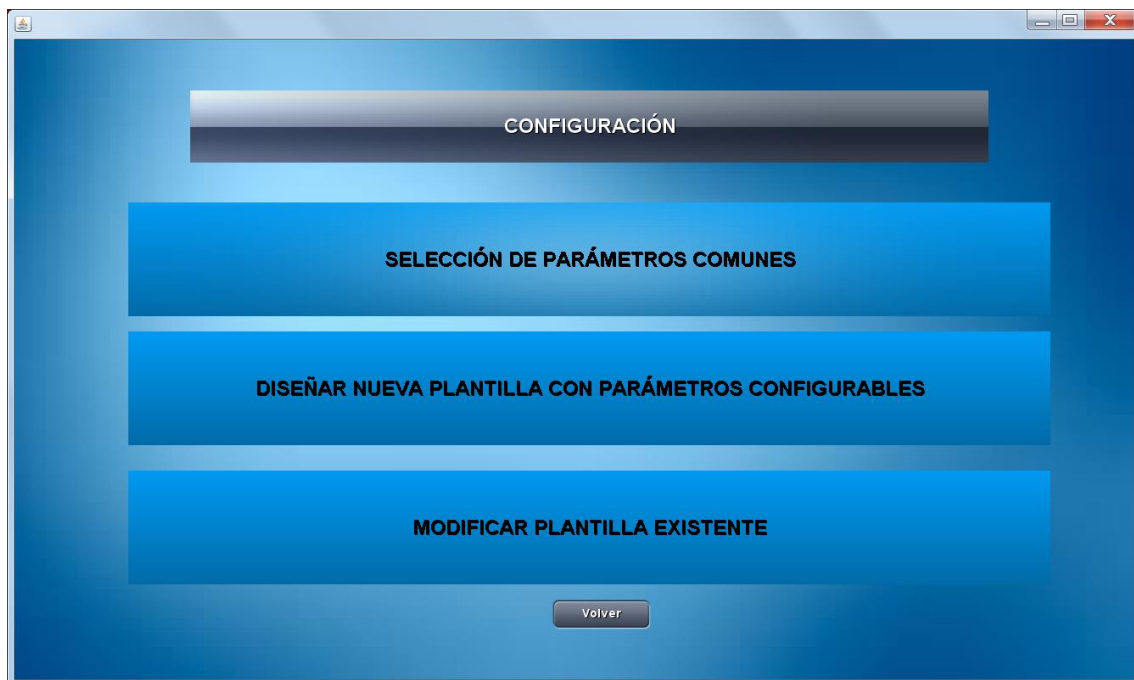 CONFIGURACIÓN
SELECCIÓN DE PARÁMETROS COMUNES
DISEÑAR NUEVA PLANTILLA CON PARÁMETROS CONFIGURABLES
MODIFICAR PLANTILLA EXISTENTE
Volver